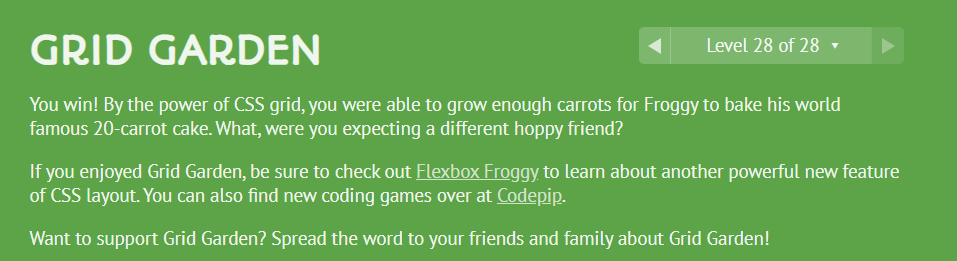 GRID GARDEN
Level 28 of 28
You win! By the power of CSS grid, you were able to grow enough carrots for Froggy to bake his world
famous 20-carrot cake. What, were you expecting a different hoppy friend?
If you enjoyed Grid Garden, be sure to check out Flexbox Froggy to learn about another powerful new feature
of CSS layout. You can also find new coding games over at Codepip.
Want to support Grid Garden? Spread the word to your friends and family about Grid Garden!